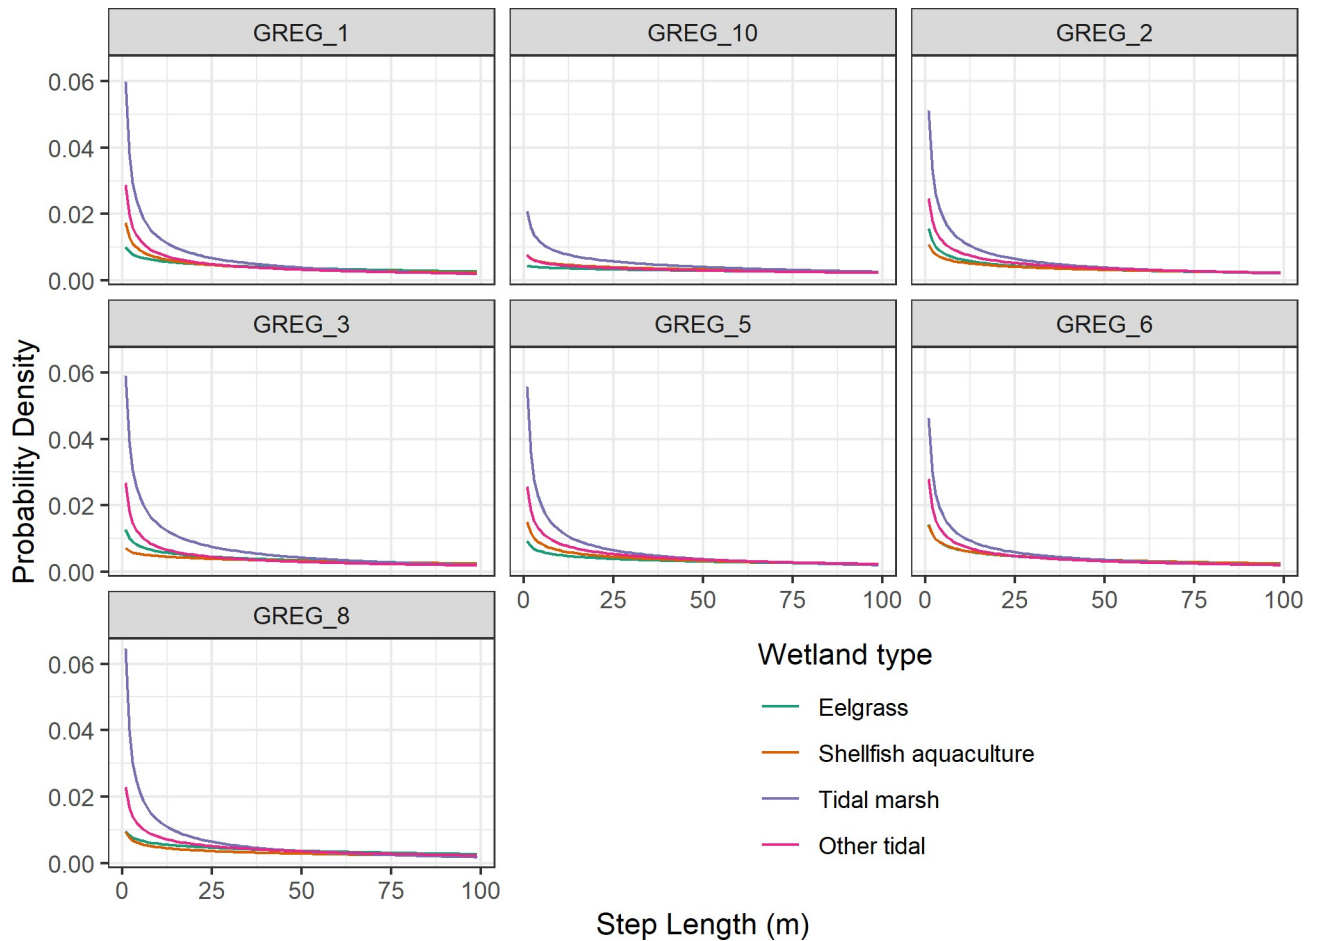 GREG_1
GREG_10
GREG_2
0.06
0.04
0.02
0.00
GREG_3
GREG_5
GREG_6
0.06
0.04
0.02
0.00
0 25 50 75 100
0 25 50 75 100
GREG_8
0.06
0.04
0.02
0.00
0 25 50 75 100
Probability Density
Step Length (m)
Wetland type
Eelgrass
Shellfish aquaculture
Tidal marsh
Other tidal